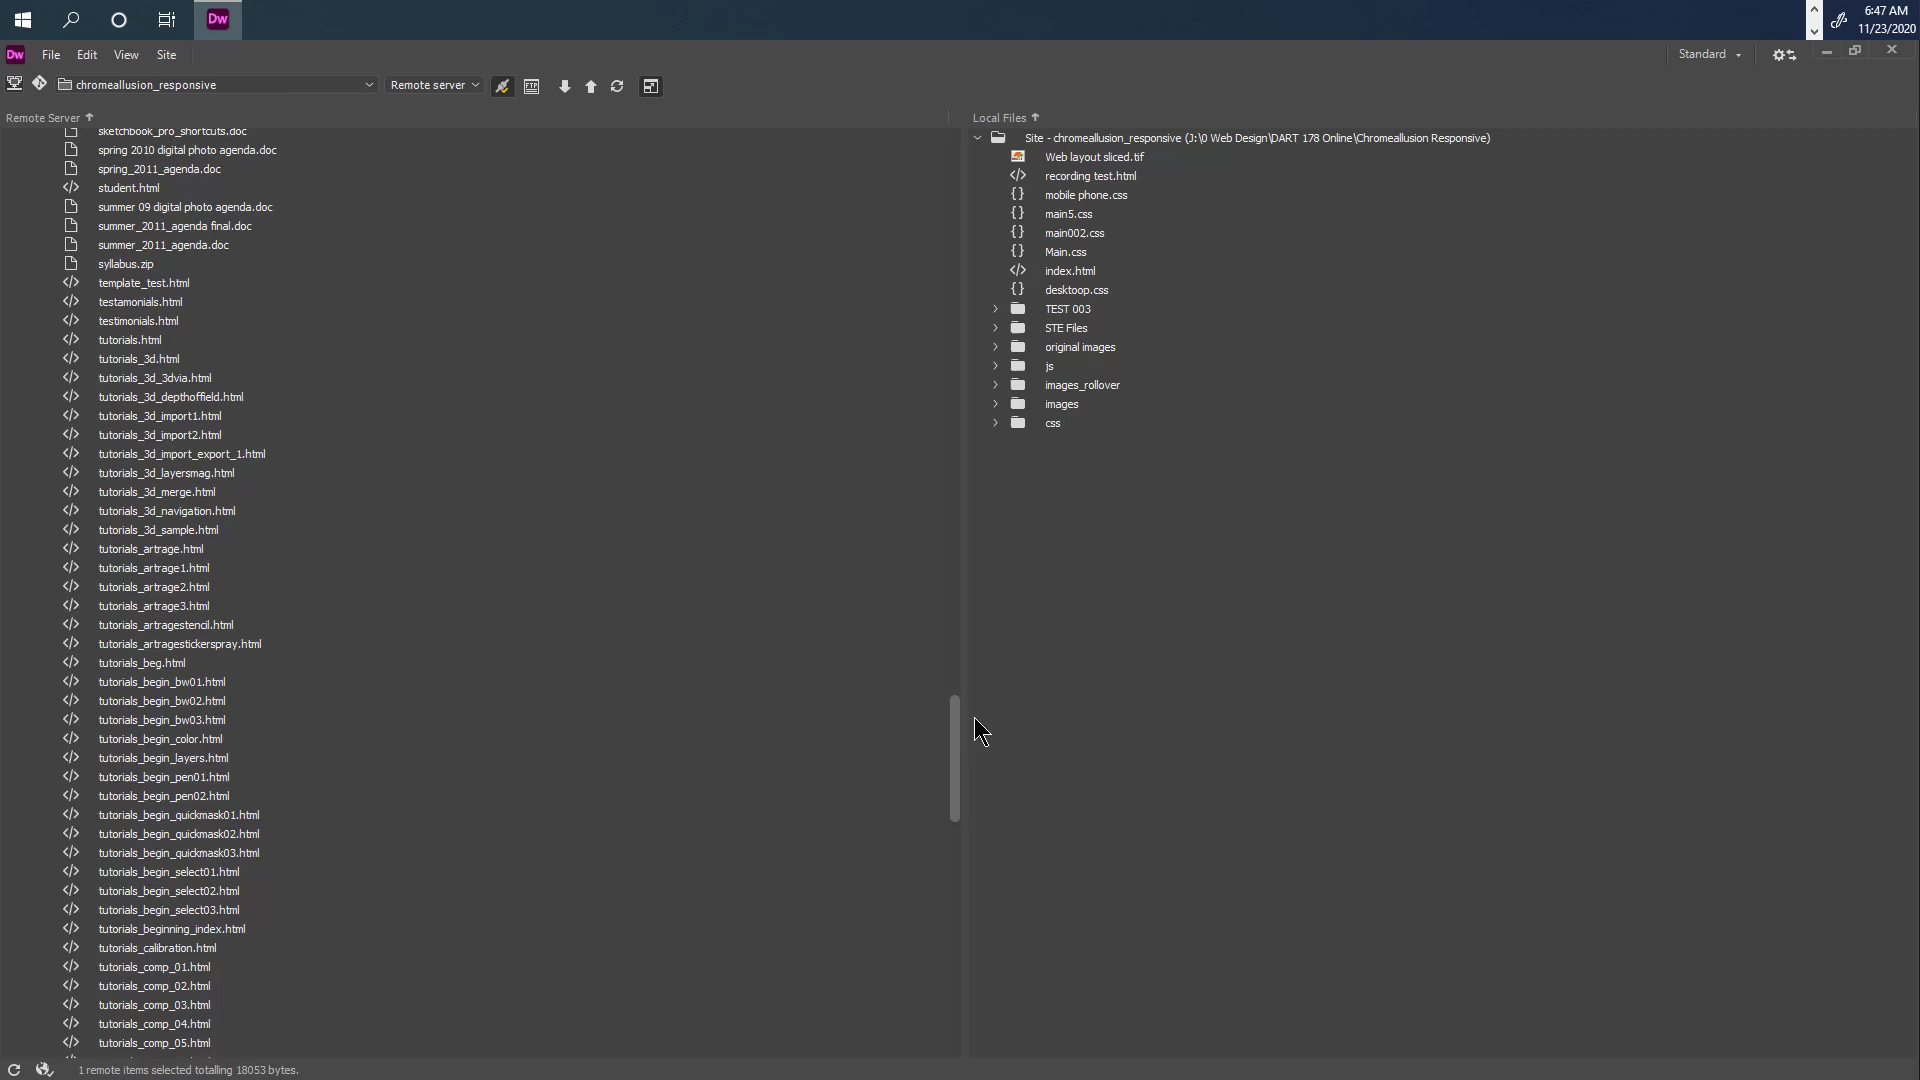 Dw
6:47 AM
11/23/2020
Dw File Edit View Site
Standard
chromeallusion_responsive
Remote server
FTP
Remote Server
Local Files
sketchbook_pro_shortcuts.doc
spring 2010 digital photo agenda.doc
spring_2011_agenda.doc
student.html
summer 09 digital photo agenda.doc
summer_2011_agenda final.doc
summer_2011_agenda.doc
syllabus.zip
template_test.html
testamonials.html
testimonials.html
tutorials.html
tutorials_3d.html
tutorials_3d_3dvia.html
tutorials_3d_depthoffield.html
tutorials_3d_import1.html
tutorials_3d_import2.html
tutorials_3d_import_export_1.html
tutorials_3d_layersmag.html
tutorials_3d_merge.html
tutorials_3d_navigation.html
tutorials_3d_sample.html
tutorials_artrage.html
tutorials_artrage1.html
tutorials_artrage2.html
tutorials_artrage3.html
tutorials_artragestencil.html
tutorials_artragestickerspray.html
tutorials_beg.html
tutorials_begin_bw01.html
tutorials_begin_bw02.html
tutorials_begin_bw03.html
tutorials_begin_color.html
tutorials_begin_layers.html
tutorials_begin_pen01.html
tutorials_begin_pen02.html
tutorials_begin_quickmask01.html
tutorials_begin_quickmask02.html
tutorials_begin_quickmask03.html
tutorials_begin_select01.html
tutorials_begin_select02.html
tutorials_begin_select03.html
tutorials_beginning_index.html
tutorials_calibration.html
tutorials_comp_01.html
tutorials_comp_02.html
tutorials_comp_03.html
tutorials_comp_04.html
tutorials_comp_05.html
Site - chromeallusion_responsive (J:\0 Web Design\DART 178 Online\Chromeallusion Responsive)
Web layout sliced.tif
recording test.html
mobile phone.css
main5.css
main002.css
Main.css
index.html
desktoop.css
TEST 003
STE Files
original images
js
images_rollover
images
css
1 remote items selected totalling 18053 bytes.